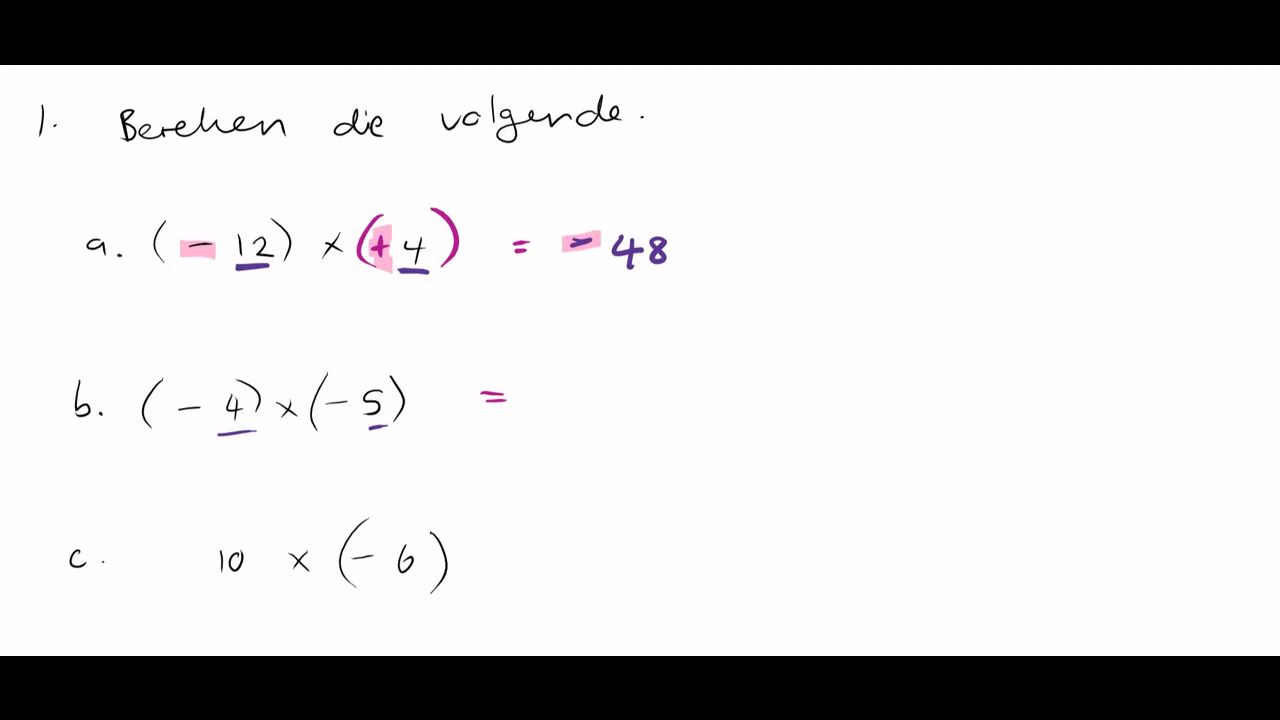 1. Bereken die volgende.
a. (- 12) × (+ 4) = - 48
b. (- 4) × (- 5) =
c. 10 × (- 6)